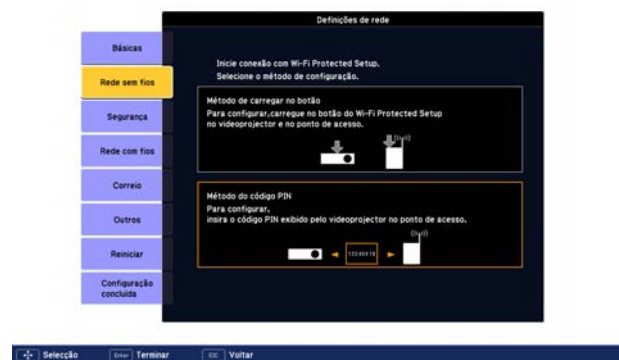 Definições de rede
Básicas
Rede sem fios
Segurança
Rede com fios
Correio
Outros
Reiniciar
Configuração
concluída
Inicie conexão com Wi-Fi Protected Setup.
Selecione o método de configuração.
Método de carregar no botão
Para configurar,carregue no botão do Wi-Fi Protected Setup
no videoprojector e no ponto de acesso.
Método do código PIN
Para configurar,
insira o código PIN exibido pelo videoprojector no ponto de acesso.
Selecção
Enter Terminar
ESC Voltar